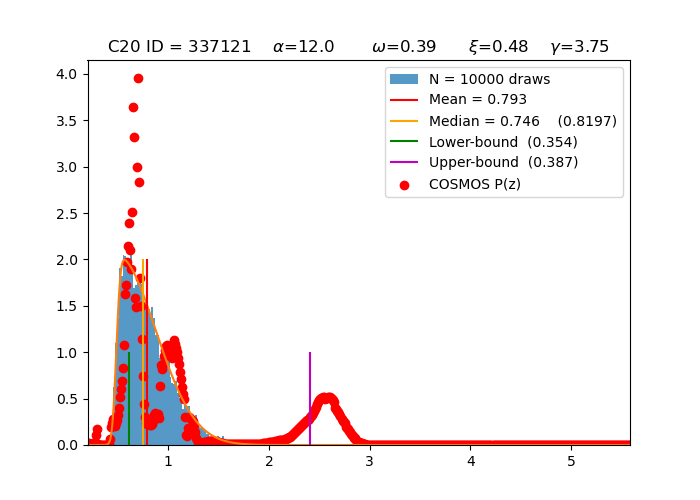 C20 ID = 337121 α=12.0 ω=0.39 ξ=0.48 γ=3.75
N = 10000 draws
Mean = 0.793
Median = 0.746 (0.8197)
Lower-bound (0.354)
Upper-bound (0.387)
COSMOS P(z)
4.0
3.5
3.0
2.5
2.0
1.5
1.0
0.5
0.0
1 2 3 4 5